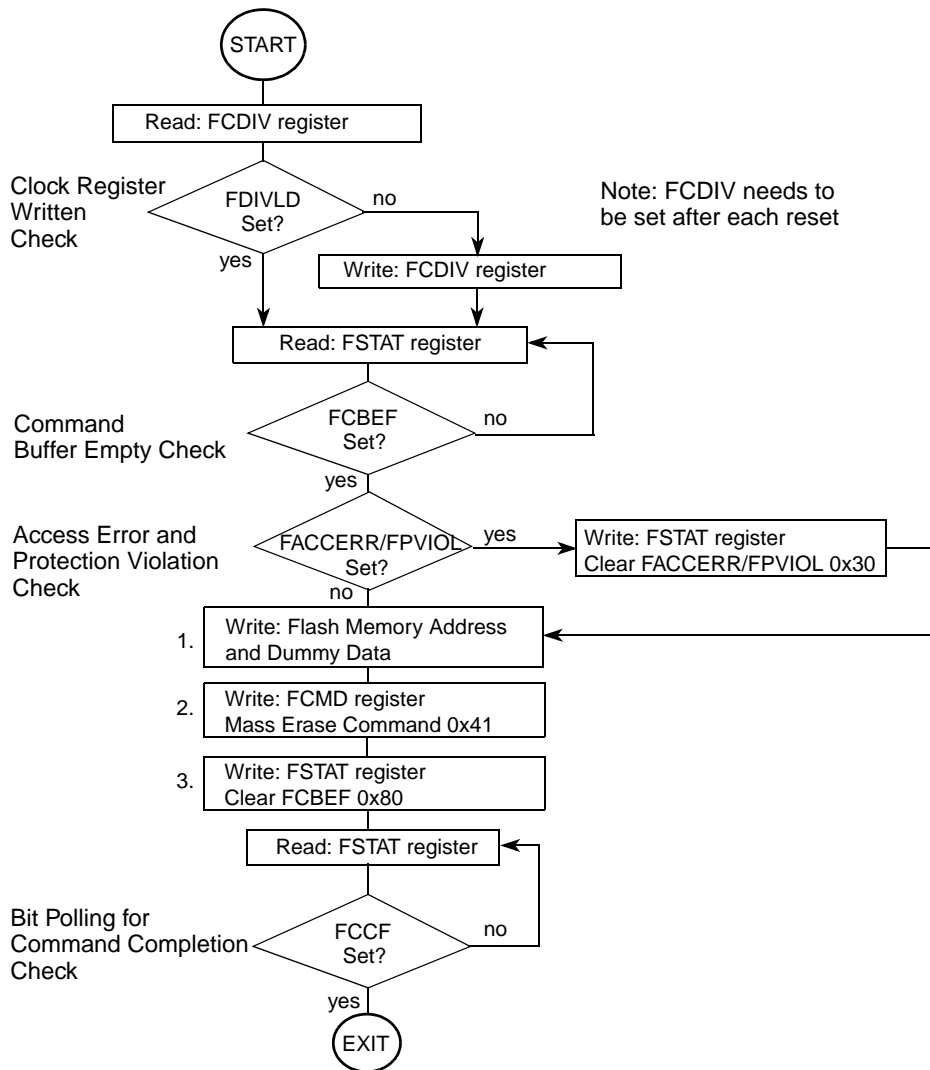 START
Read: FCDIV register
Clock Register
Written
Check
FDIVLD
Set?
no
yes
Note: FCDIV needs to
be set after each reset
Write: FCDIV register
Read: FSTAT register
Command
Buffer Empty Check
FCBEF
Set?
no
yes
Access Error and
Protection Violation
Check
FACCERR/FPVIOL
Set?
yes
no
Write: FSTAT register
Clear FACCERR/FPVIOL 0x30
1.
Write: Flash Memory Address
and Dummy Data
2.
Write: FCMD register
Mass Erase Command 0x41
3.
Write: FSTAT register
Clear FCBEF 0x80
Read: FSTAT register
Bit Polling for
Command Completion
Check
FCCF
Set?
no
yes
EXIT